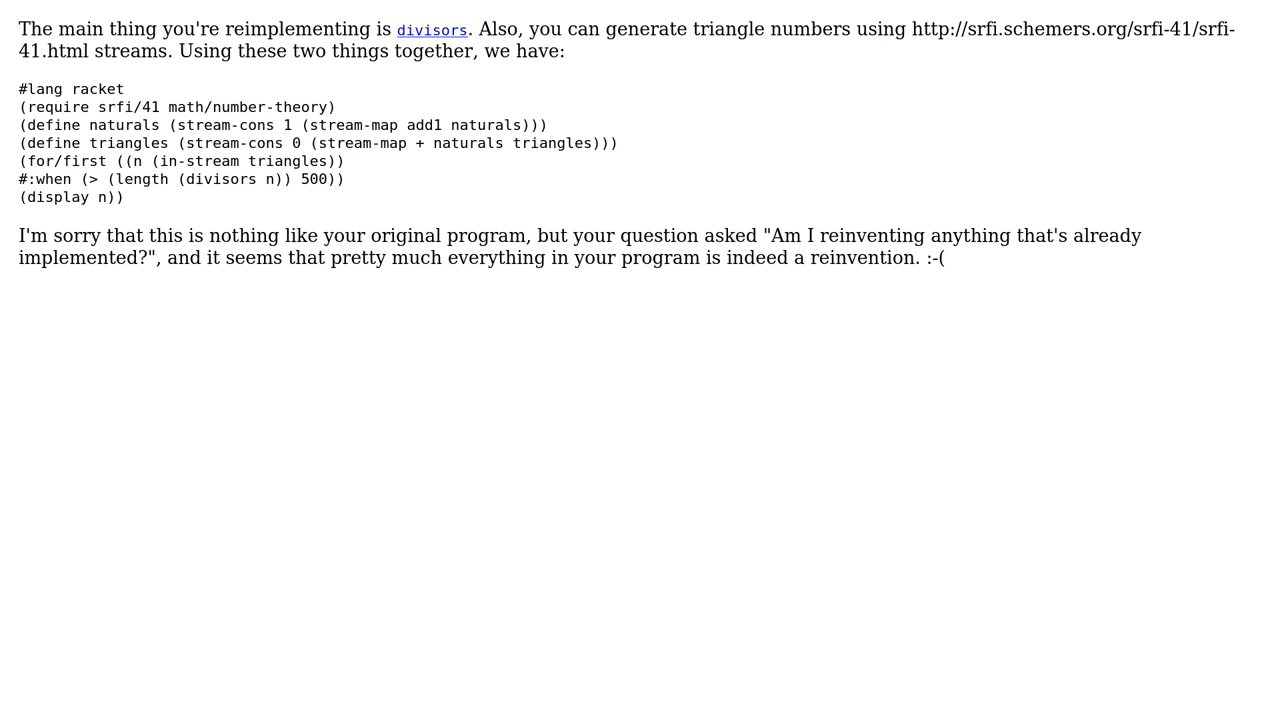 The main thing you're reimplementing is divisors. Also, you can generate triangle numbers using http://srfi.schemers.org/srfi-
41.html streams. Using these two things together, we have:
#lang racket
(require srfi/41 math/number-theory)
(define naturals (stream-cons 1 (stream-map add1 naturals)))
(define triangles (stream-cons 0 (stream-map + naturals triangles)))
(for/first ((n (in-stream triangles))
#:when (> (length (divisors n)) 500))
(display n))
I'm sorry that this is nothing like your original program, but your question asked "Am I reinventing anything that's already
implemented?", and it seems that pretty much everything in your program is indeed a reinvention. :-(